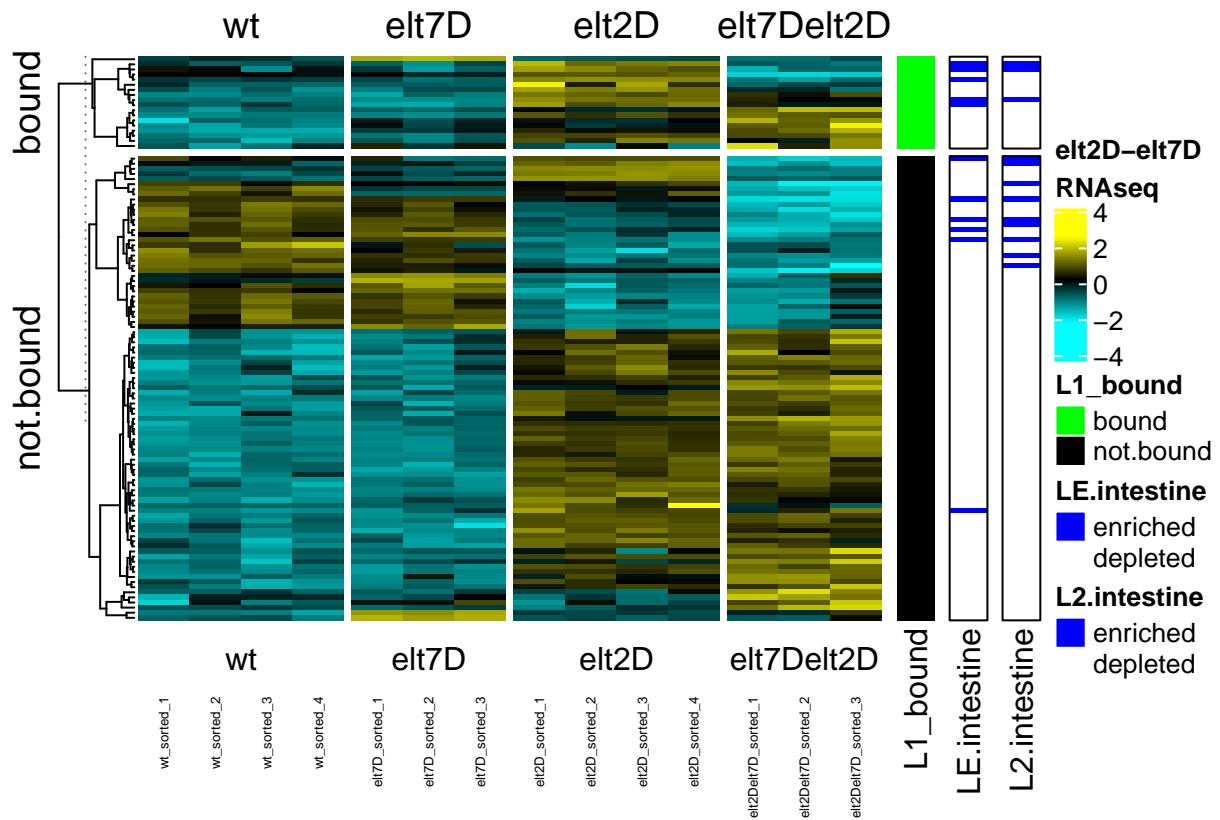 wt
elt7D
elt2D
elt7Delt2D
bound
not.bound
elt2D−elt7D
RNAseq
4
2
0
−2
−4
L1_bound
bound
not.bound
LE.intestine
enriched
depleted
L2.intestine
enriched
depleted
wt
elt7D
elt2D
elt7Delt2D
wt_sorted_1
wt_sorted_2
wt_sorted_3
wt_sorted_4
elt7D_sorted_1
elt7D_sorted_2
elt7D_sorted_3
elt2D_sorted_1
elt2D_sorted_2
elt2D_sorted_3
elt2D_sorted_4
elt2Delt7D_sorted_1
elt2Delt7D_sorted_2
elt2Delt7D_sorted_3
L1_bound
LE.intestine
L2.intestine